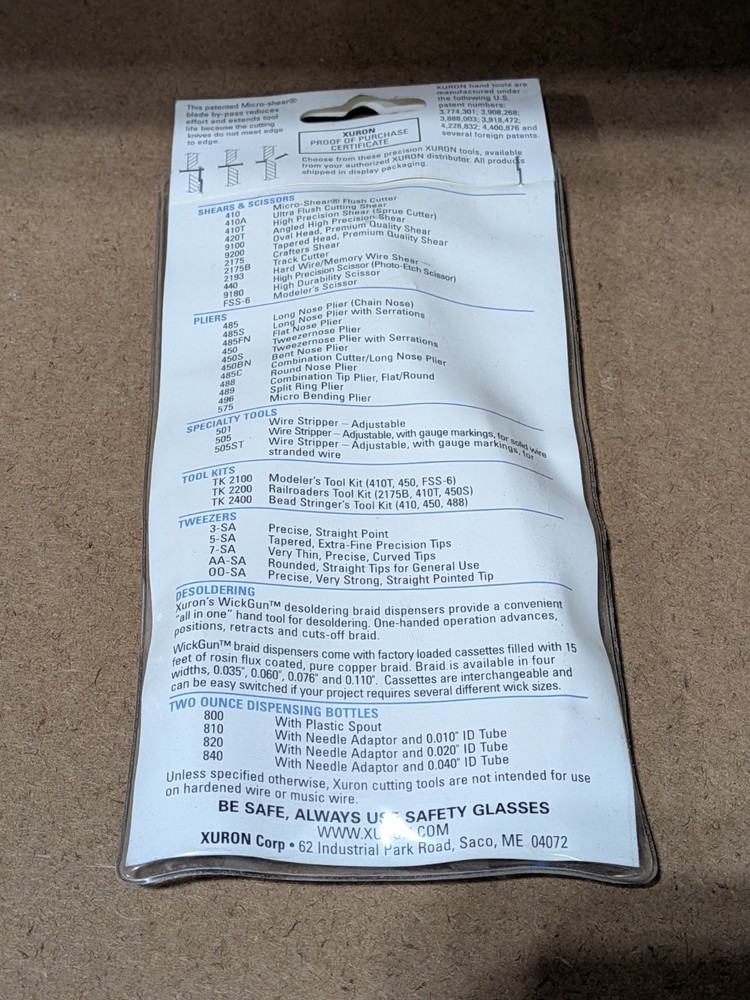 This patented Micro-shear®
blade by-pass reduces
effort and extends tool
life because the cutting
knives do not meet edge
to edge.
XURON
PROOF OF PURCHASE
CERTIFICATE
XURON hand tools are
manufactured under
the following U.S.
patent numbers:
3,774,301; 3,908,268;
3,888,003; 3,918,472;
4,228,832; 4,400,876 and
several foreign patents.
Choose from these precision XURON tools, available
from your authorized XURON distributor. All products
shipped in display packaging.
SHEARS & SCISSORS
410 Micro-Shear® Flush Cutter
410A Ultra Flush Cutting Shear
410T High Precision Shear (Sprue Cutter)
420T Angled High Precision Shear
9100 Oval Head, Premium Quality Shear
9200 Tapered Head, Premium Quality Shear
2175 Crafters Shear
2175B Track Cutter
2193 Hard Wire/Memory Wire Shear
440 High Precision Scissor (Photo-Etch Scissor)
9180 High Durability Scissor
FSS-6 Modeler's Scissor
PLIERS
485 Long Nose Plier (Chain Nose)
485S Long Nose Plier with Serrations
485FN Flat Nose Plier
450 Tweezernose Plier
450S Tweezernose Plier with Serrations
450BN Bent Nose Plier
485C Combination Cutter/Long Nose Plier
488 Round Nose Plier
489 Combination Tip Plier, Flat/Round
496 Split Ring Plier
575 Micro Bending Plier
SPECIALTY TOOLS
501 Wire Stripper – Adjustable
505 Wire Stripper – Adjustable, with gauge markings, for solid wire
505ST Wire Stripper – Adjustable, with gauge markings, for
stranded wire
TOOL KITS
TK 2100 Modeler's Tool Kit (410T, 450, FSS-6)
TK 2200 Railroaders Tool Kit (2175B, 410T, 450S)
TK 2400 Bead Stringer's Tool Kit (410, 450, 488)
TWEEZERS
3-SA Precise, Straight Point
5-SA Tapered, Extra-Fine Precision Tips
7-SA Very Thin, Precise, Curved Tips
AA-SA Rounded, Straight Tips for General Use
OO-SA Precise, Very Strong, Straight Pointed Tip
DESOLDERING
Xuron's WickGun™ desoldering braid dispensers provide a convenient
"all in one" hand tool for desoldering. One-handed operation advances,
positions, retracts and cuts-off braid.
WickGun™ braid dispensers come with factory loaded cassettes filled with 15
feet of rosin flux coated, pure copper braid. Braid is available in four
widths, 0.035", 0.060", 0.076" and 0.110". Cassettes are interchangeable and
can be easy switched if your project requires several different wick sizes.
TWO OUNCE DISPENSING BOTTLES
800 With Plastic Spout
810 With Needle Adaptor and 0.010" ID Tube
820 With Needle Adaptor and 0.020" ID Tube
840 With Needle Adaptor and 0.040" ID Tube
Unless specified otherwise, Xuron cutting tools are not intended for use
on hardened wire or music wire.
BE SAFE, ALWAYS USE SAFETY GLASSES
WWW.XURON.COM
XURON Corp • 62 Industrial Park Road, Saco, ME 04072